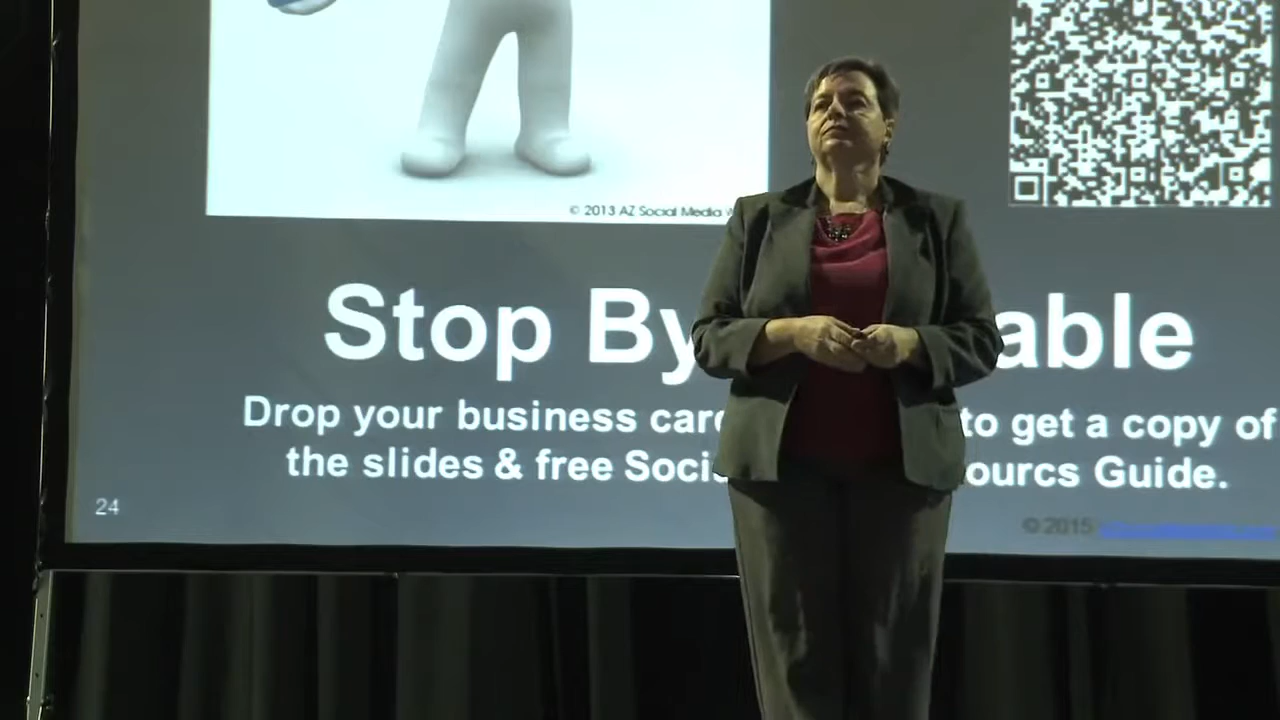 © 2013 AZ Social Media
Stop By able
Drop your business card to get a copy of
the slides & free Soci ourcs Guide.
24
© 2015